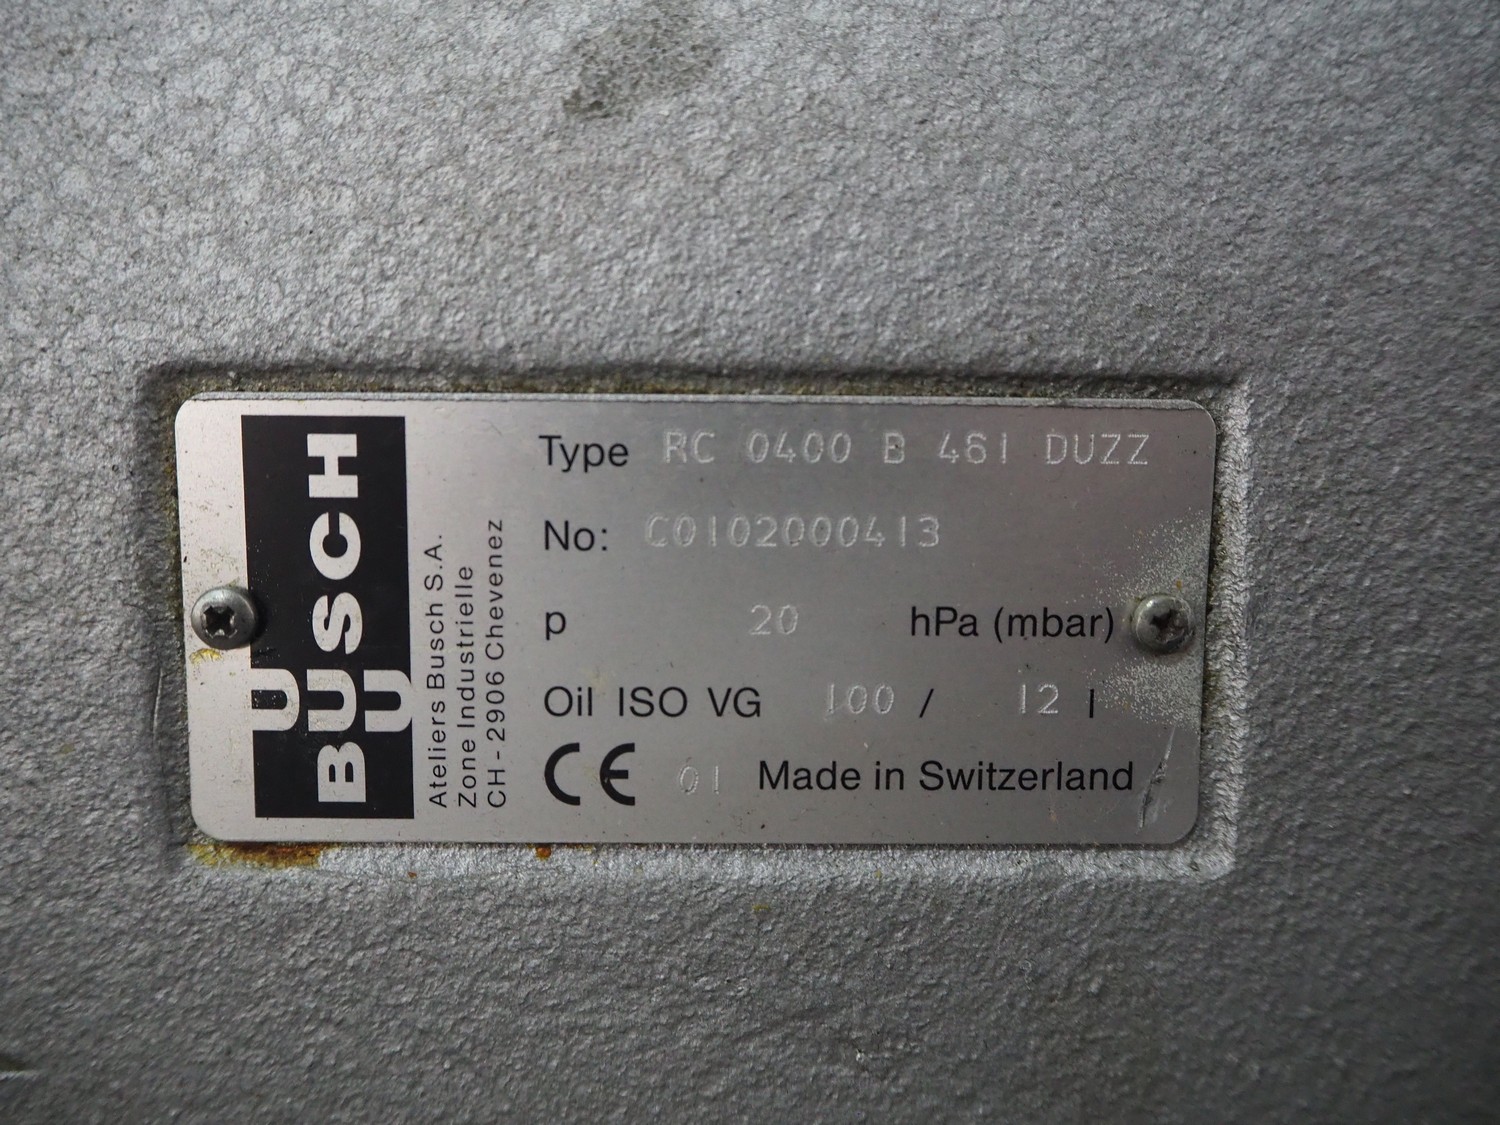 BUSCH
U
U
Ateliers Busch S.A.
Zone Industrielle
CH - 2906 Chevenez
Type RC 0400 B 461 DUZZ
No: C0102000413
p 20 hPa (mbar)
Oil ISO VG 100 / 12 l
CE 01 Made in Switzerland